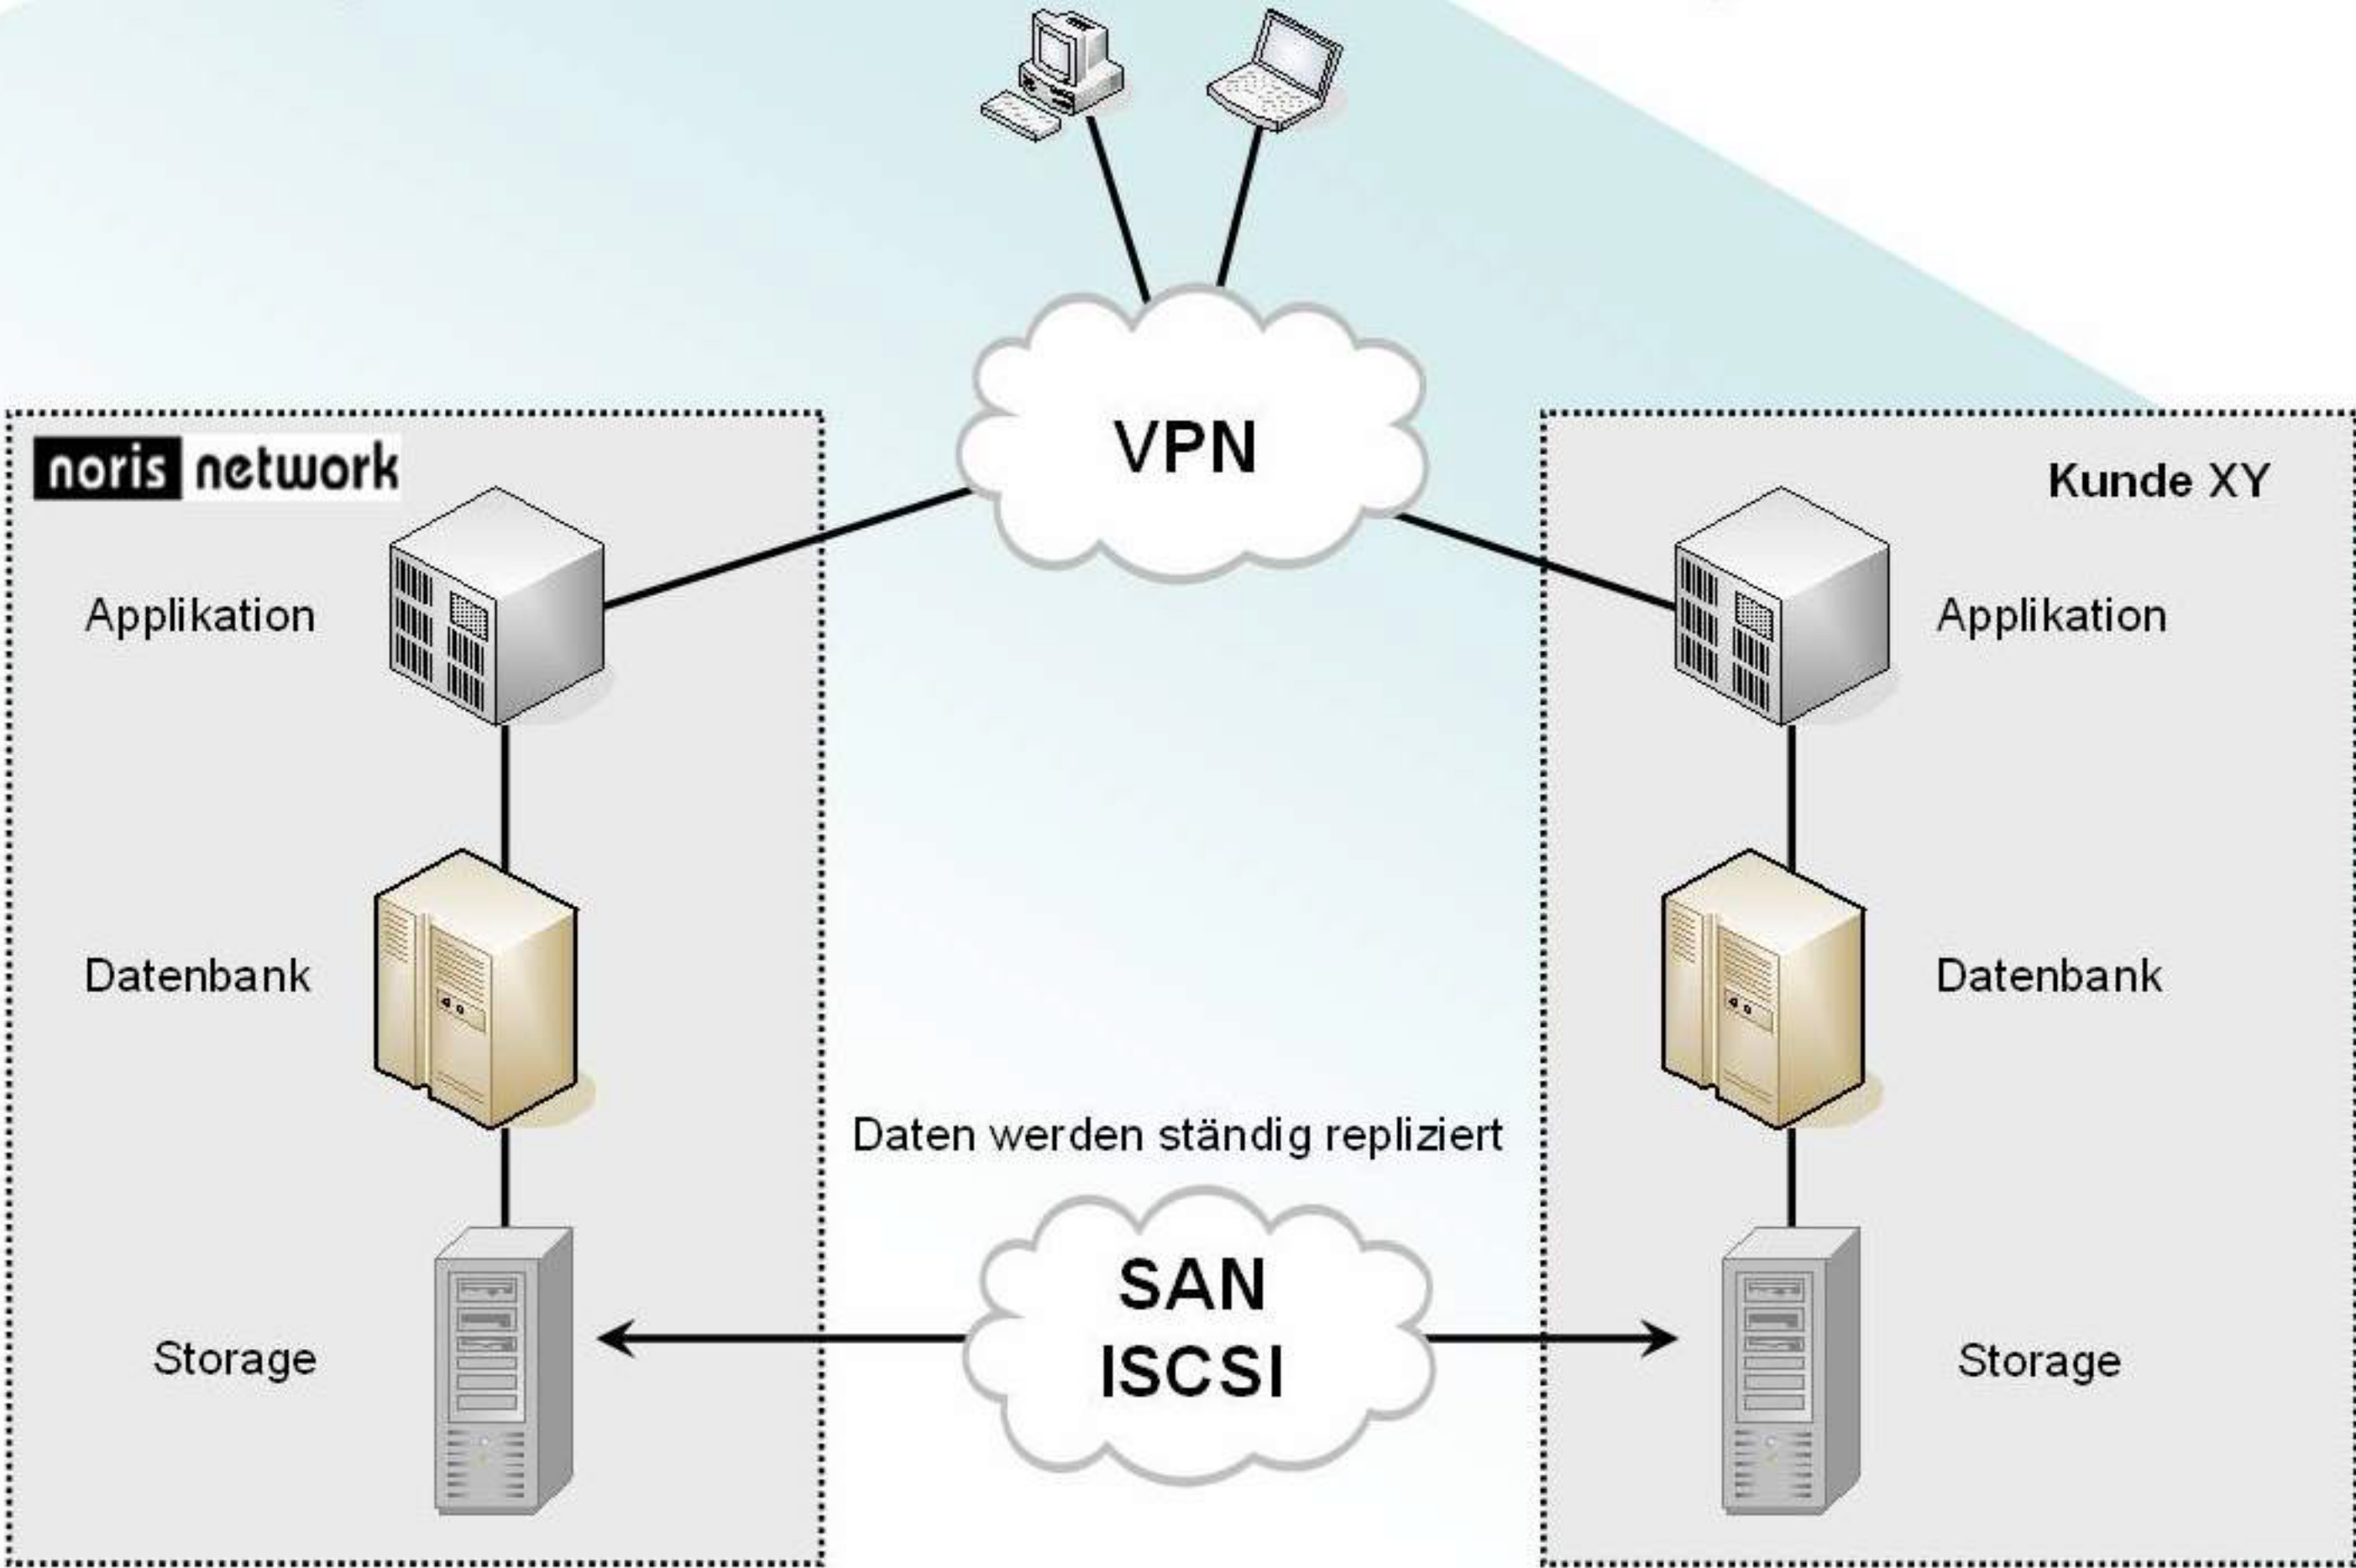 VPN
noris network
Kunde XY
Applikation
Applikation
Datenbank
Datenbank
Daten werden ständig repliziert
SAN
ISCSI
Storage
Storage